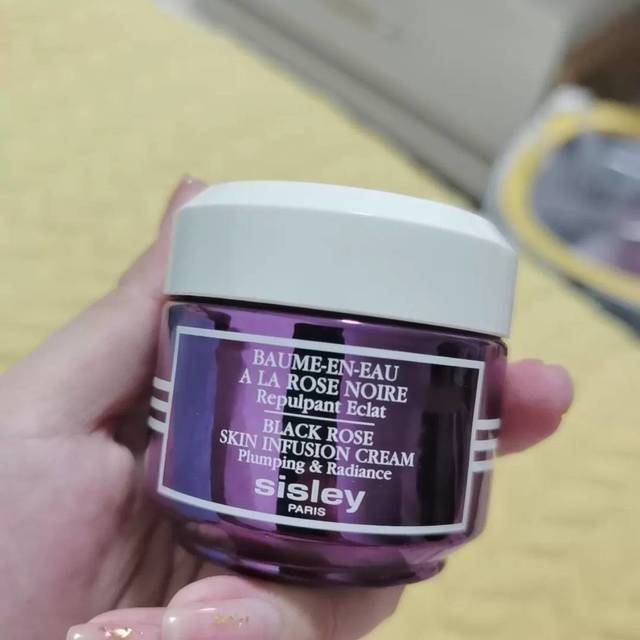 BAUME-EN-EAU
A LA ROSE NOIRE
Repulpant Eclat
BLACK ROSE
SKIN INFUSION CREAM
Plumping & Radiance
sisley
PARIS